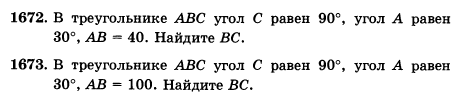 1672. В треугольнике ABC угол C равен 90°, угол A равен
30°, AB = 40. Найдите BC.
1673. В треугольнике ABC угол C равен 90°, угол A равен
30°, AB = 100. Найдите BC.